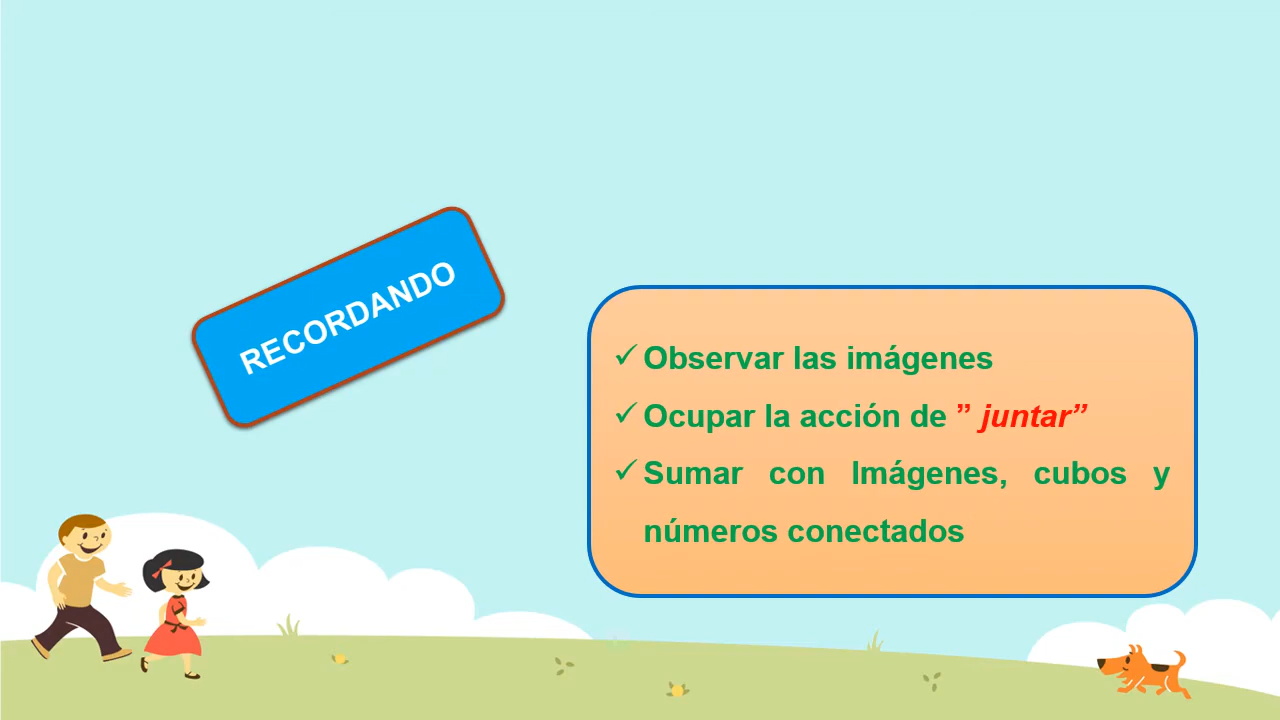 RECORDANDO
✓ Observar las imágenes
✓ Ocupar la acción de ” juntar”
✓ Sumar con Imágenes, cubos y
números conectados